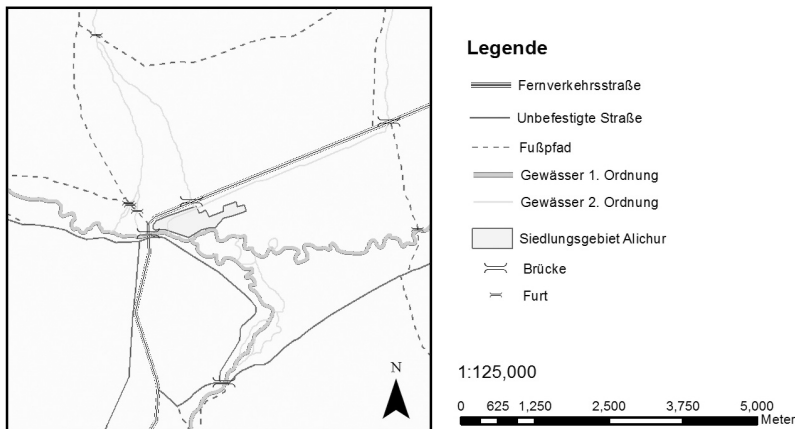 N
Legende
Fernverkehrsstraße
Unbefestigte Straße
Fußpfad
Gewässer 1. Ordnung
Gewässer 2. Ordnung
Siedlungsgebiet Alichur
Brücke
Furt
1:125,000
0 625 1,250 2,500 3,750 5,000
Meter